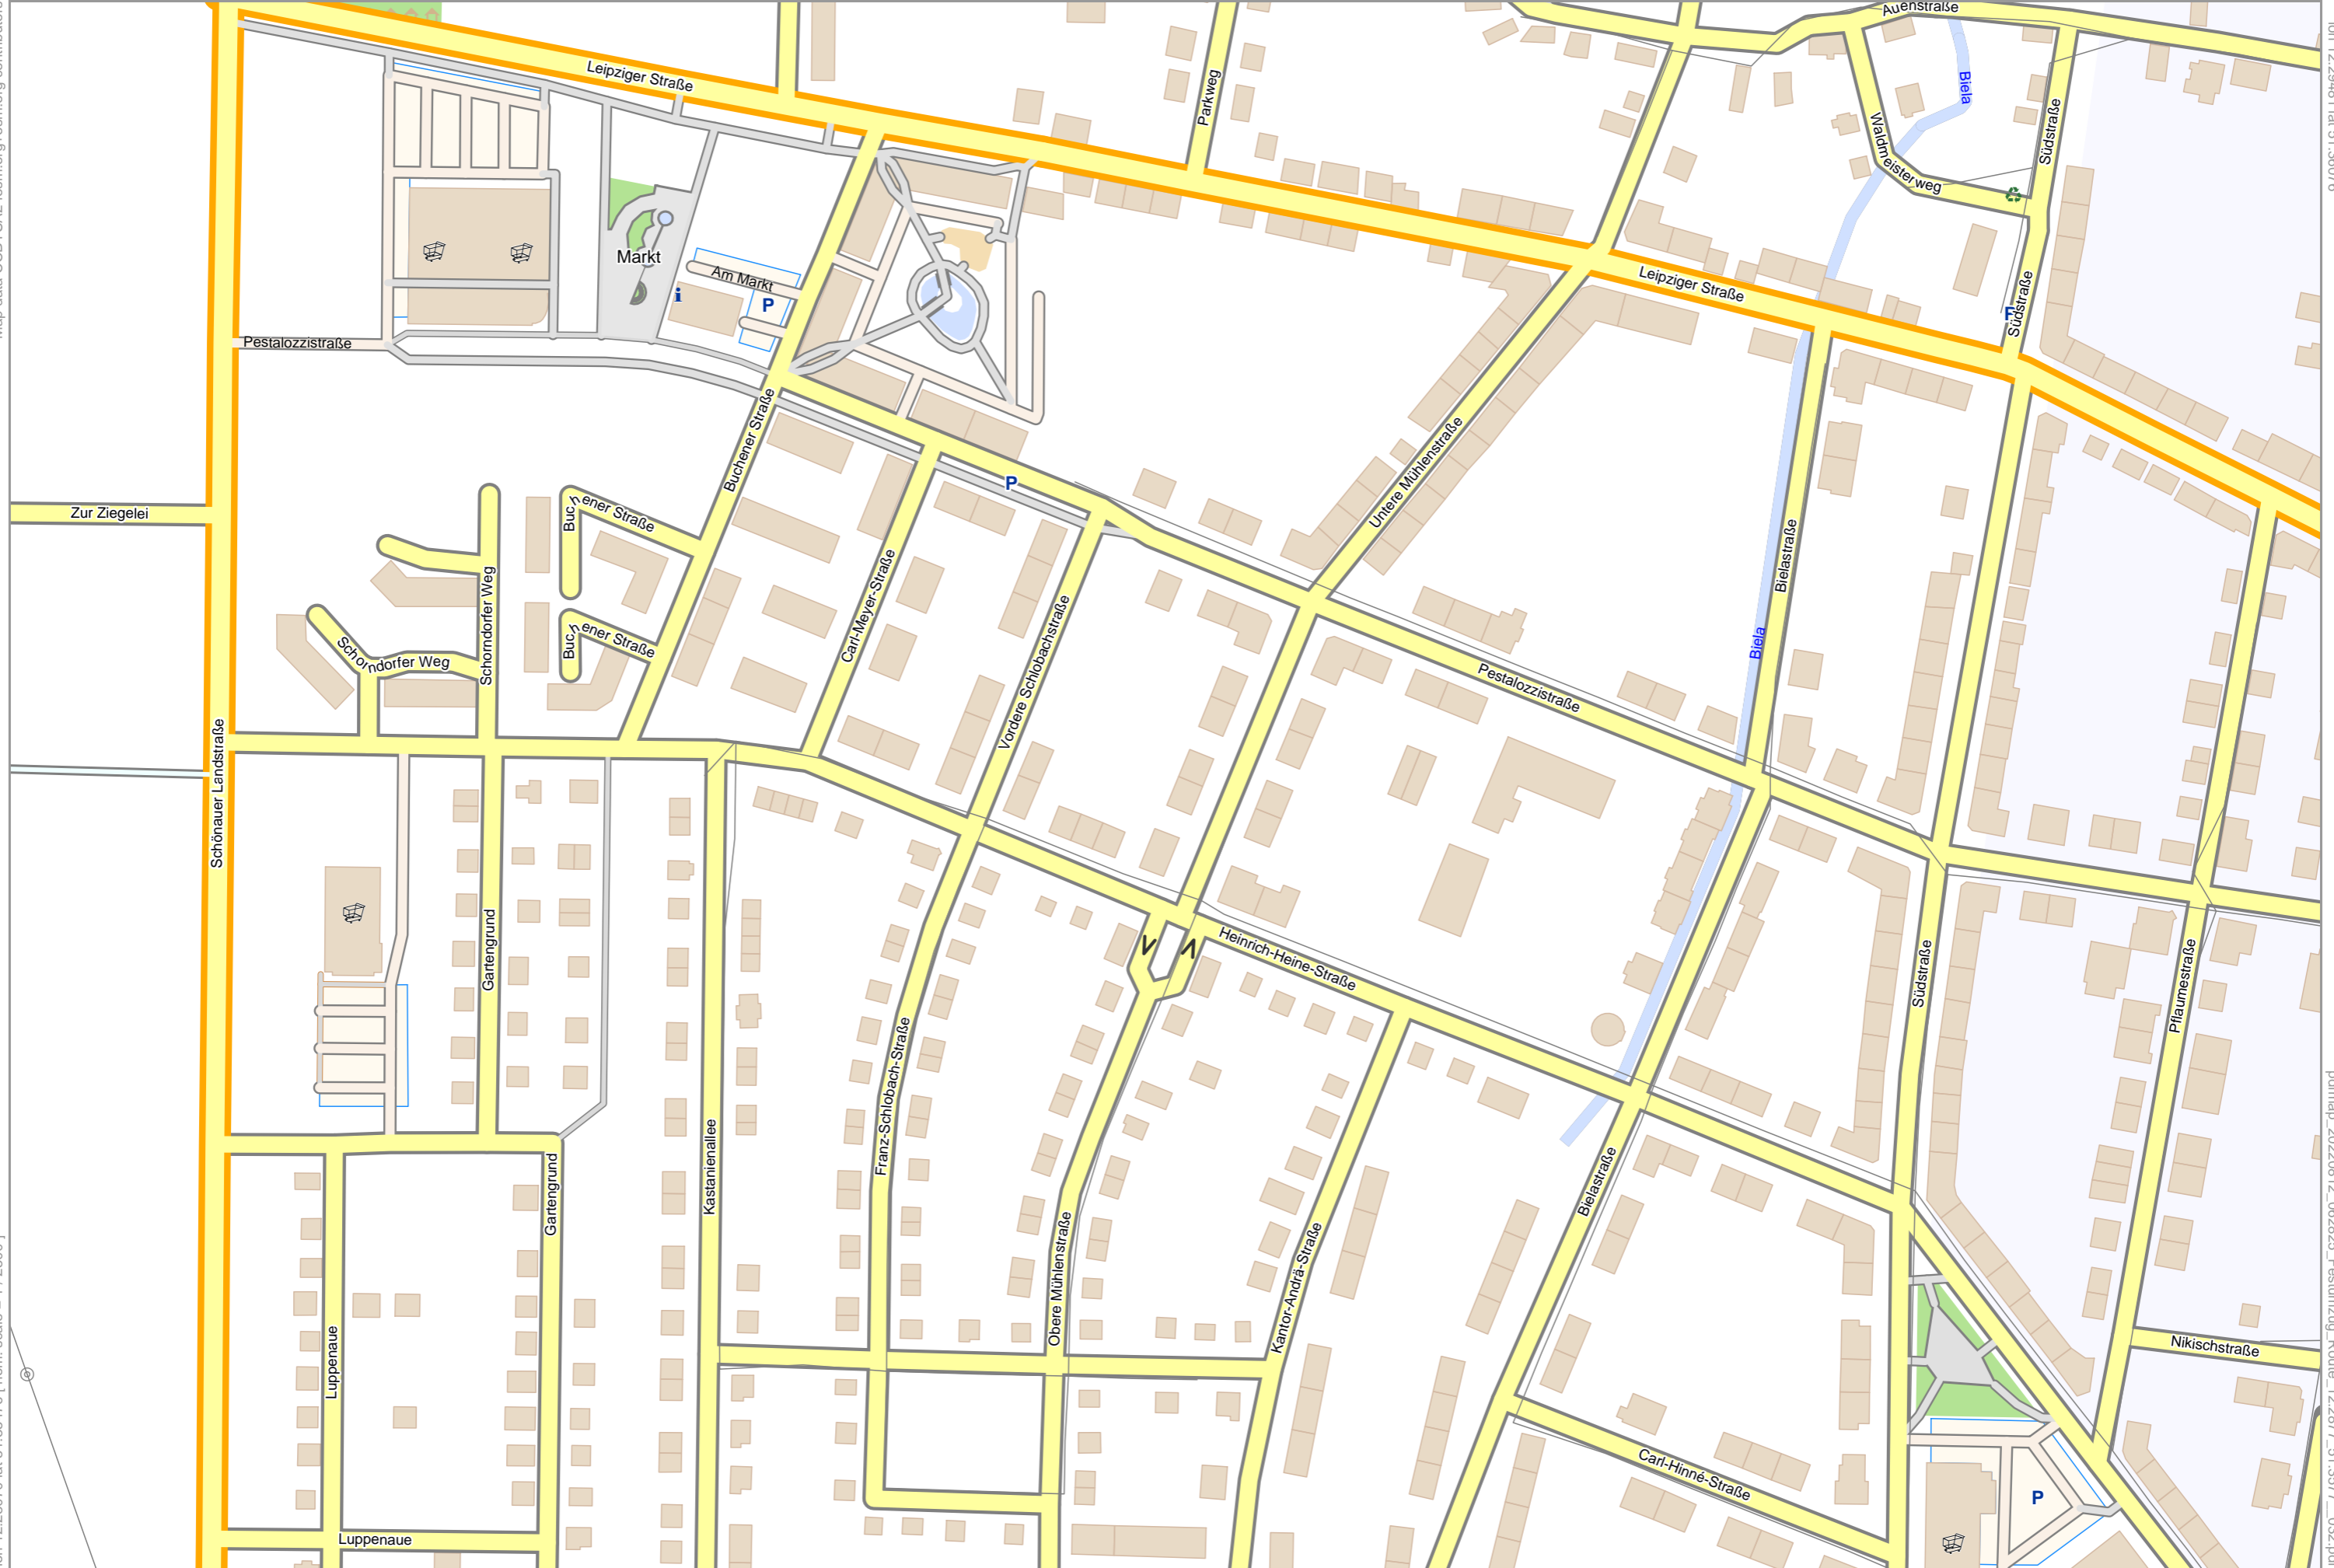 Auenstraße
Leipziger Straße
Parkweg
Biela
Waldmeisterweg
Südstraße
Markt
Am Markt
i
P
Leipziger Straße
Südstraße
Pestalozzistraße
Buchener Straße
P
Untere Mühlenstraße
Zur Ziegelei
Buchener Straße
Bielastraße
Schorndorfer Weg
Carl-Meyer-Straße
Buchener Straße
Biela
Schorndorfer Weg
Vordere Schlobachstraße
Pestalozzistraße
Schönauer Landstraße
Gartengrund
Heinrich-Heine-Straße
Südstraße
Pflaumestraße
Franz-Schlobach-Straße
Kastanienallee
Gartengrund
Bielastraße
Obere Mühlenstraße
Kantor-Andrä-Straße
Luppenaue
Nikischstraße
Carl-Hinné-Straße
P
Luppenaue